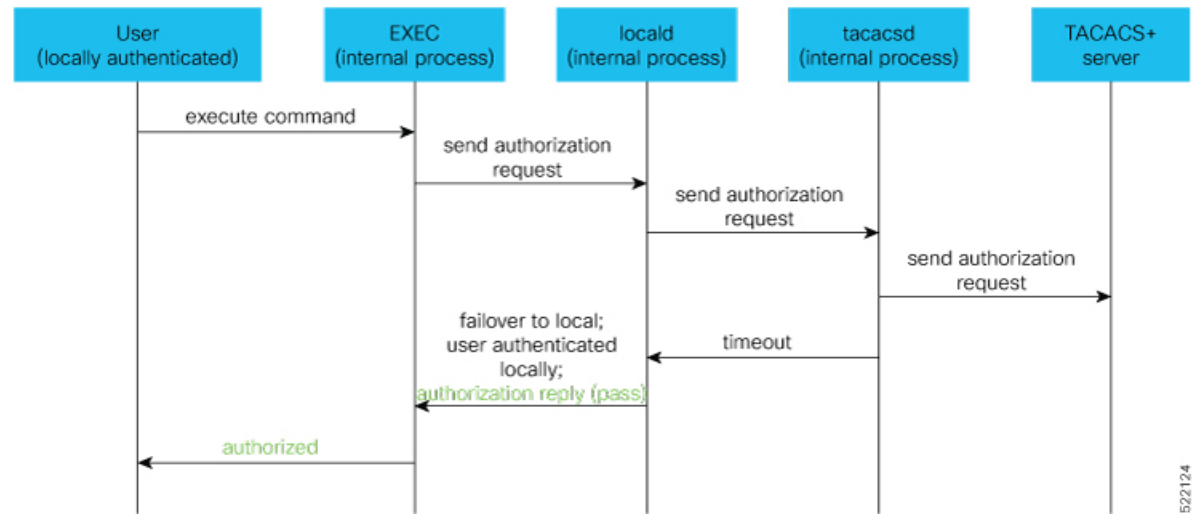 User
(locally authenticated)
EXEC
(internal process)
locald
(internal process)
tacacsd
(internal process)
TACACS+
server
execute command
send authorization
request
send authorization
request
send authorization
request
timeout
failover to local;
user authenticated
locally;
authorization reply (pass)
authorized
522124